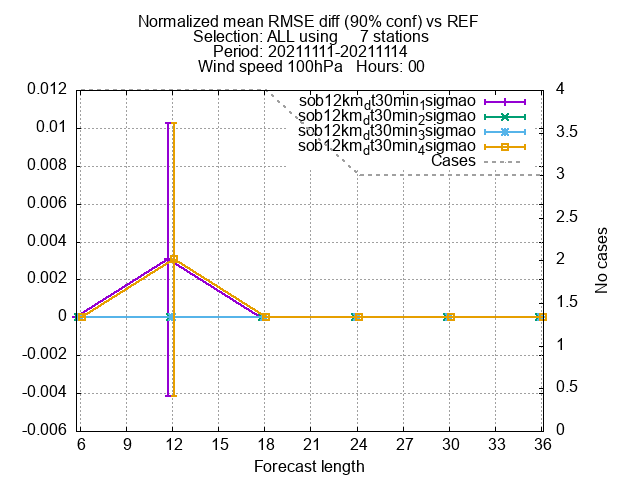 Normalized mean RMSE diff (90% conf) vs REF
Selection: ALL using 7 stations
Period: 20211111-20211114
Wind speed 100hPa Hours: 00
0.012
0.01
0.008
0.006
0.004
0.002
0
-0.002
-0.004
-0.006
sob12km_dt30min_1sigmao
sob12km_dt30min_2sigmao
sob12km_dt30min_3sigmao
sob12km_dt30min_4sigmao
Cases
4
3.5
3
2.5
2
1.5
1
0.5
0
No cases
6 9 12 15 18 21 24 27 30 33 36
Forecast length